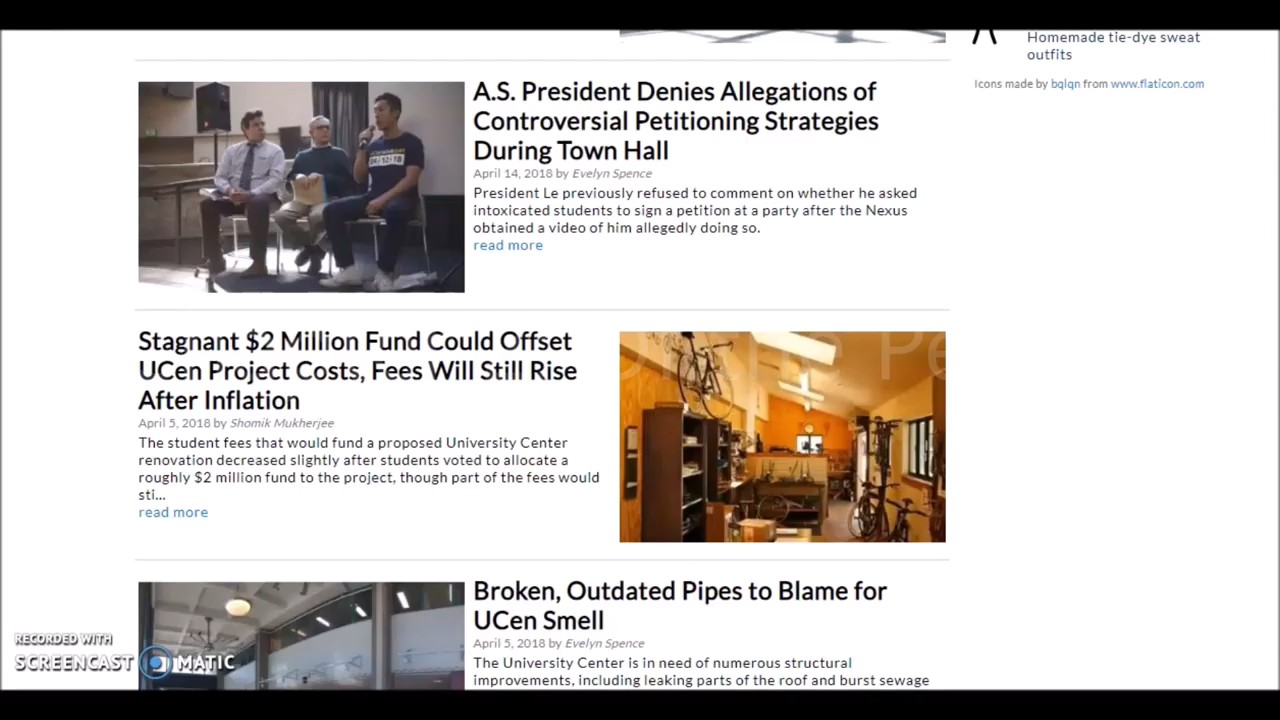 Homemade tie-dye sweat
outfits
Icons made by bqlqn from www.flaticon.com
A.S. President Denies Allegations of
Controversial Petitioning Strategies
During Town Hall
April 14, 2018 by Evelyn Spence
President Le previously refused to comment on whether he asked
intoxicated students to sign a petition at a party after the Nexus
obtained a video of him allegedly doing so.
read more
Stagnant $2 Million Fund Could Offset
UCen Project Costs, Fees Will Still Rise
After Inflation
April 5, 2018 by Shomik Mukherjee
The student fees that would fund a proposed University Center
renovation decreased slightly after students voted to allocate a
roughly $2 million fund to the project, though part of the fees would
sti...
read more
Broken, Outdated Pipes to Blame for
UCen Smell
April 5, 2018 by Evelyn Spence
The University Center is in need of numerous structural
improvements, including leaking parts of the roof and burst sewage
RECORDED WITH
SCREENCAST MATIC